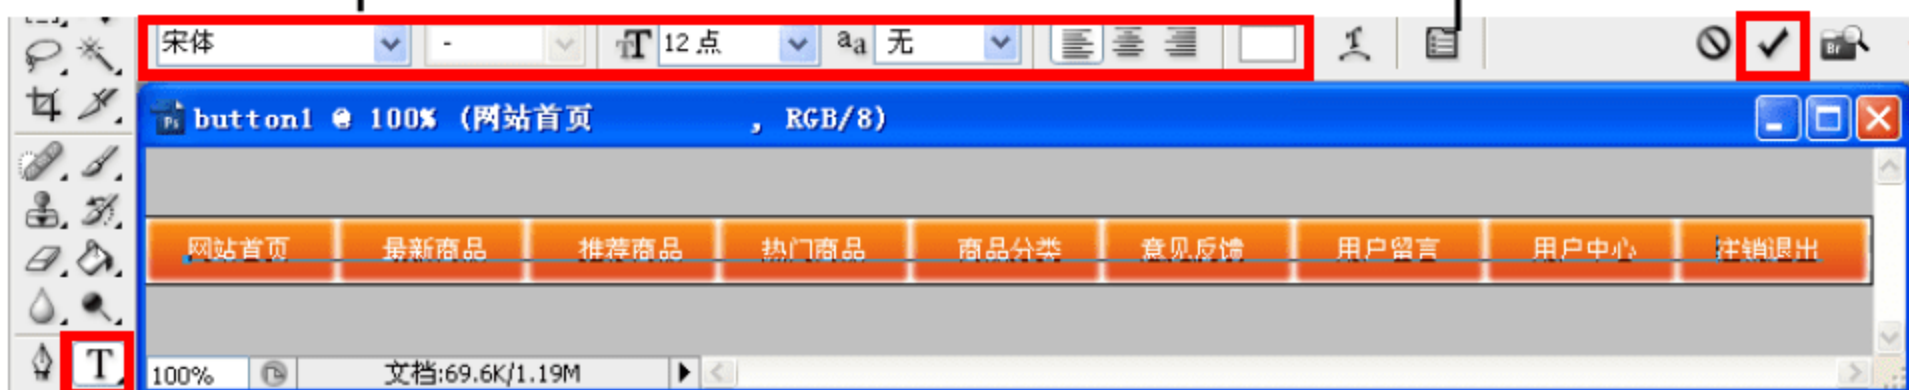 宋体 - T 12 点 aa 无
button1 @ 100% (网站首页 , RGB/8)
网站首页 最新商品 推荐商品 热门商品 商品分类 意见反馈 用户留言 用户中心 注销退出
T 100% 文档:69.6K/1.19M